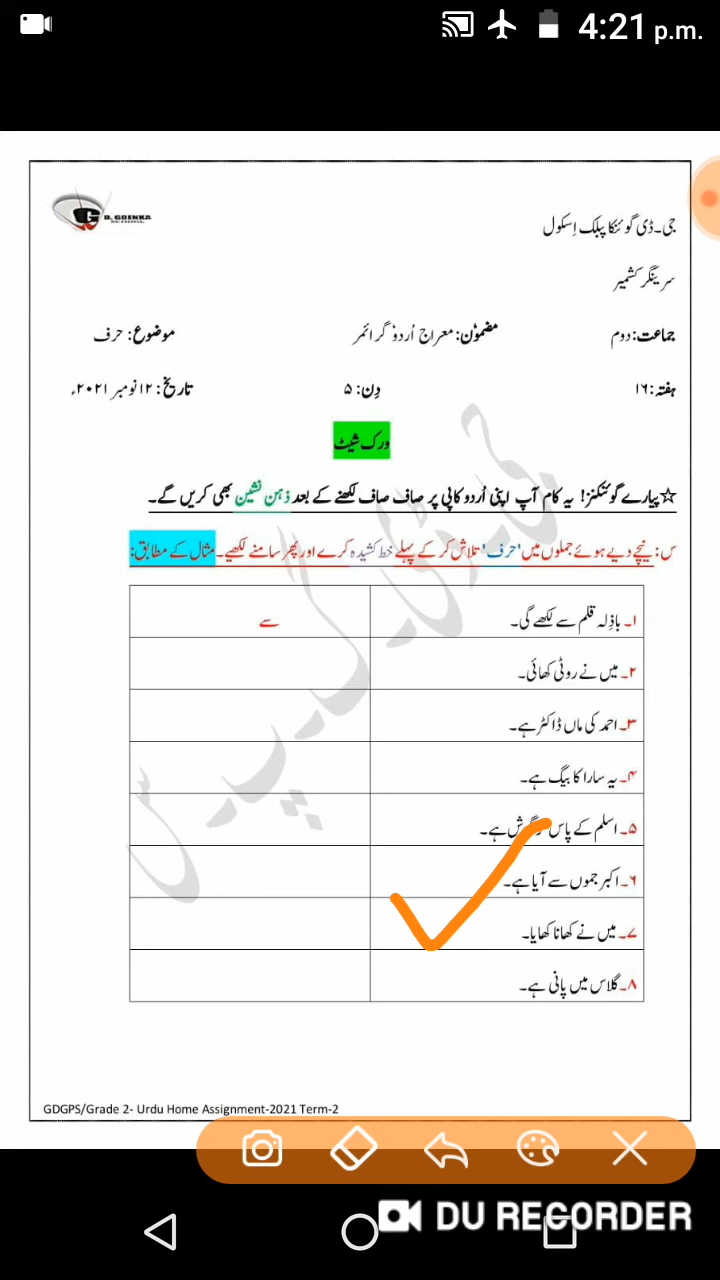 4:21 p.m.
G D. GOENKA
SCHOOL
جی۔ڈی گوئنکا پبلک اِسکول
سرینگر کشمیر
جماعت: دوم مضمون: معراج اُردو گرائمر موضوع: حرف
ہفتہ: ۱۶ دِن: ۵ تاریخ: ۱۲ نومبر ۲۰۲۱ء
ورک شیٹ
☆پیارے گوئنکنز! یہ کام آپ اپنی اُردو کاپی پر صاف صاف لکھنے کے بعد ذہن نشین بھی کریں گے۔
س: نیچے دیے ہوئے جملوں میں 'حرف' تلاش کر کے پہلے خط کشیدہ کرے اور پھر سامنے لکھیے۔ مثال کے مطابق:
۱۔ باذِلہ قلم سے لکھے گی۔ سے
۲۔ میں نے روٹی کھائی۔
۳۔ احمد کی ماں ڈاکٹر ہے۔
۴۔ یہ سارا کا بیگ ہے۔
۵۔ اسلم کے پاس ہے۔
۶۔ اکبر جموں سے آیا ہے۔
۷۔ میں نے کھانا کھایا۔
۸۔ گلاس میں پانی ہے۔
GDGPS/Grade 2- Urdu Home Assignment-2021 Term-2
DU RECORDER